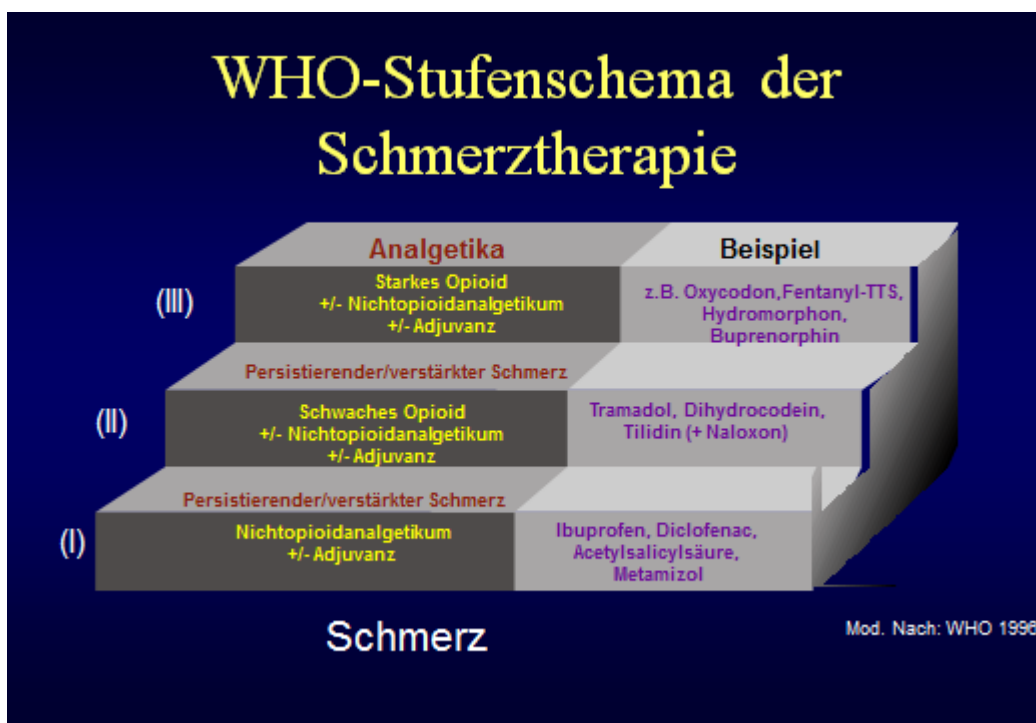 WHO-Stufenschema der
Schmerztherapie
Analgetika
Beispiel
(III)
Starkes Opioid
+/- Nichtopioidanalgetikum
+/- Adjuvanz
z.B. Oxycodon,Fentanyl-TTS,
Hydromorphon,
Buprenorphin
Persistierender/verstärkter Schmerz
(II)
Schwaches Opioid
+/- Nichtopioidanalgetikum
+/- Adjuvanz
Tramadol, Dihydrocodein,
Tilidin (+ Naloxon)
Persistierender/verstärkter Schmerz
(I)
Nichtopioidanalgetikum
+/- Adjuvanz
Ibuprofen, Diclofenac,
Acetylsalicylsäure,
Metamizol
Schmerz
Mod. Nach: WHO 1996